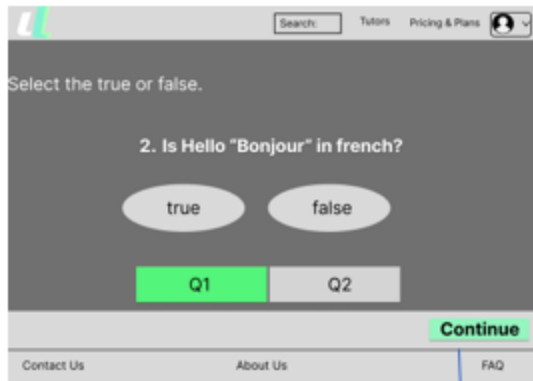 Search: Tutors Pricing & Plans
Select the true or false.
2. Is Hello “Bonjour” in french?
true false
Q1 Q2
Continue
Contact Us About Us FAQ